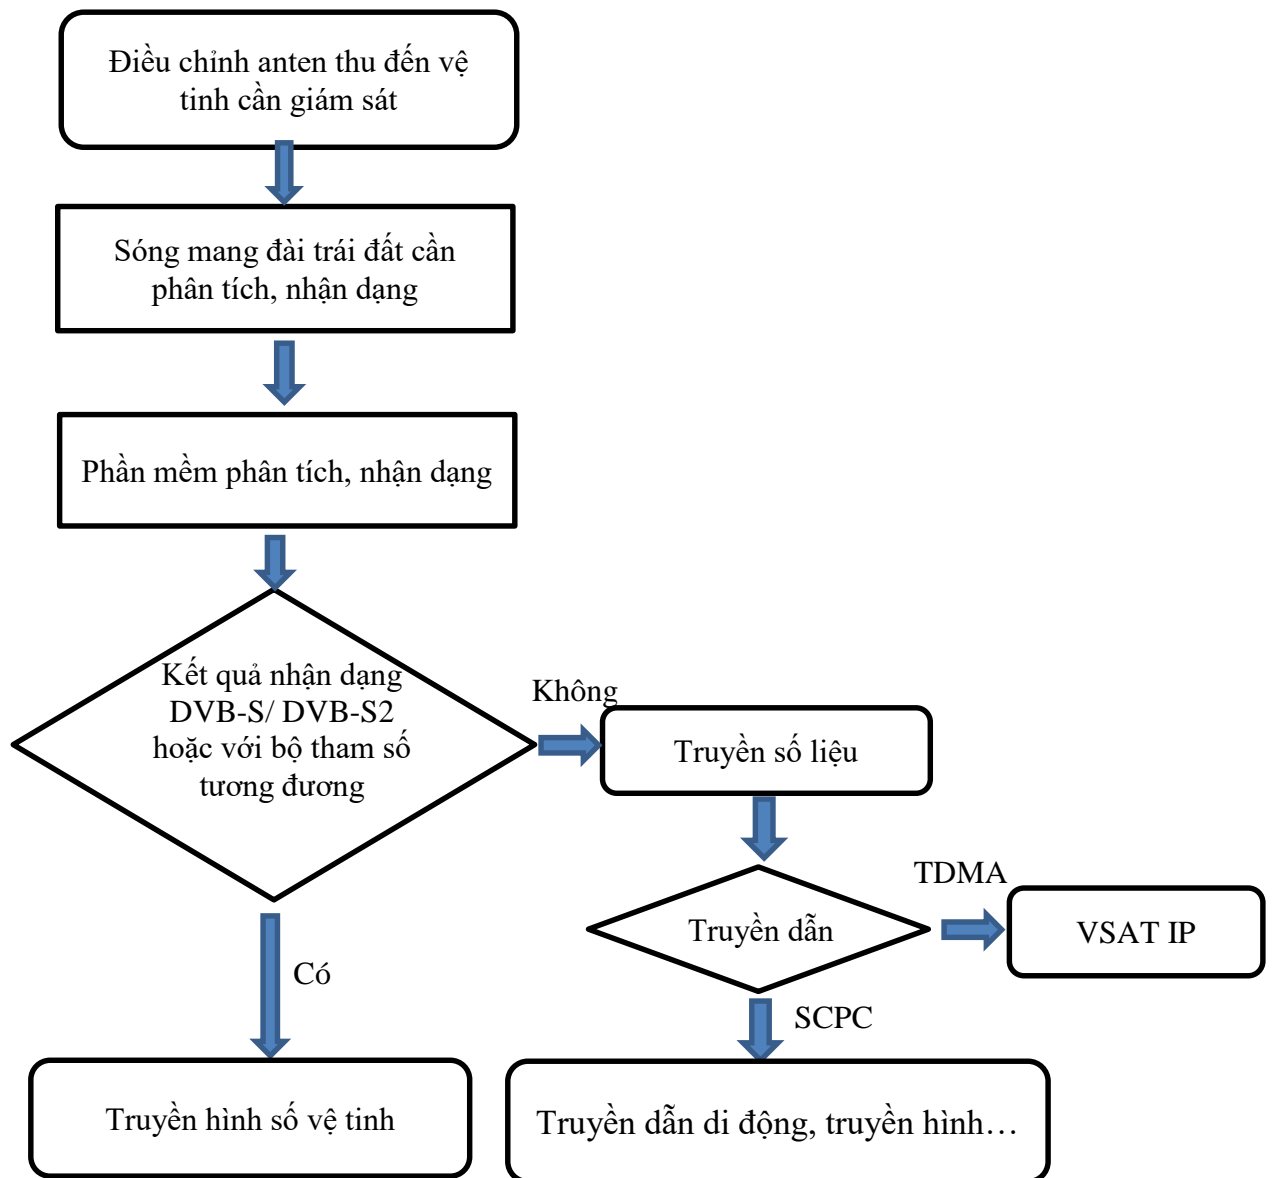 Điều chỉnh anten thu đến vệ
tinh cần giám sát
Sóng mang đài trái đất cần
phân tích, nhận dạng
Phần mềm phân tích, nhận dạng
Kết quả nhận dạng
DVB-S/ DVB-S2
hoặc với bộ tham số
tương đương
Không
Truyền số liệu
Truyền dẫn
TDMA
VSAT IP
Có
SCPC
Truyền hình số vệ tinh
Truyền dẫn di động, truyền hình…